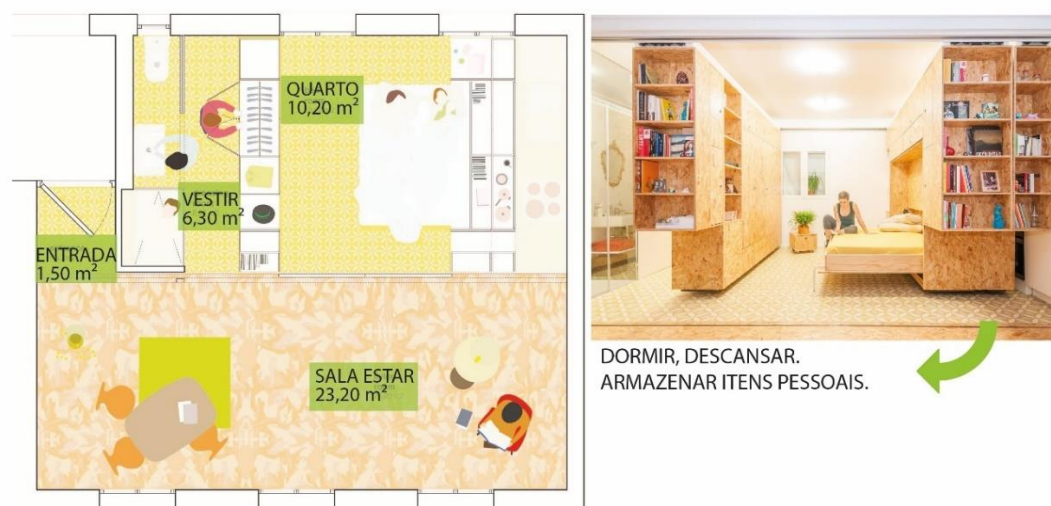 QUARTO
10,20 m²
VESTIR
6,30 m²
ENTRADA
1,50 m²
SALA ESTAR
23,20 m²
DORMIR, DESCANSAR.
ARMAZENAR ITENS PESSOAIS.